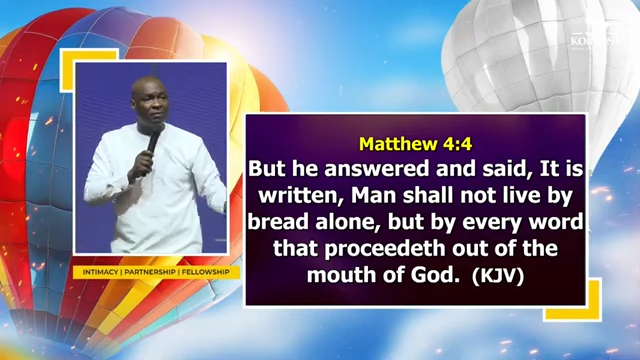 Matthew 4:4
But he answered and said, It is
written, Man shall not live by
bread alone, but by every word
that proceedeth out of the
mouth of God. (KJV)
INTIMACY | PARTNERSHIP | FELLOWSHIP